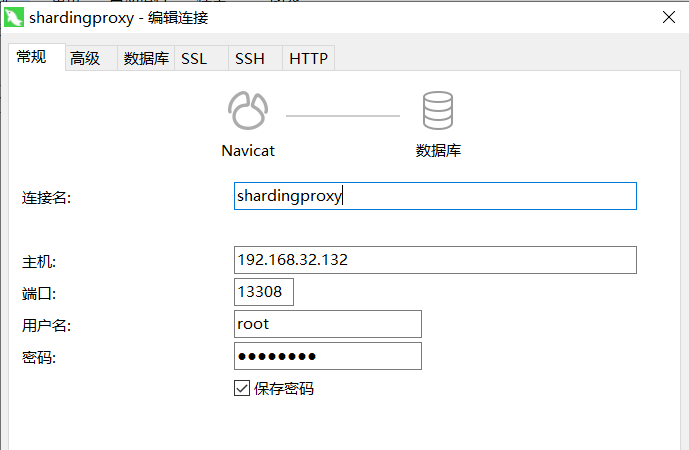 shardingproxy - 编辑连接
常规 高级 数据库 SSL SSH HTTP
Navicat 数据库
连接名: shardingproxy
主机: 192.168.32.132
端口: 13308
用户名: root
密码: ●●●●●●●●
保存密码